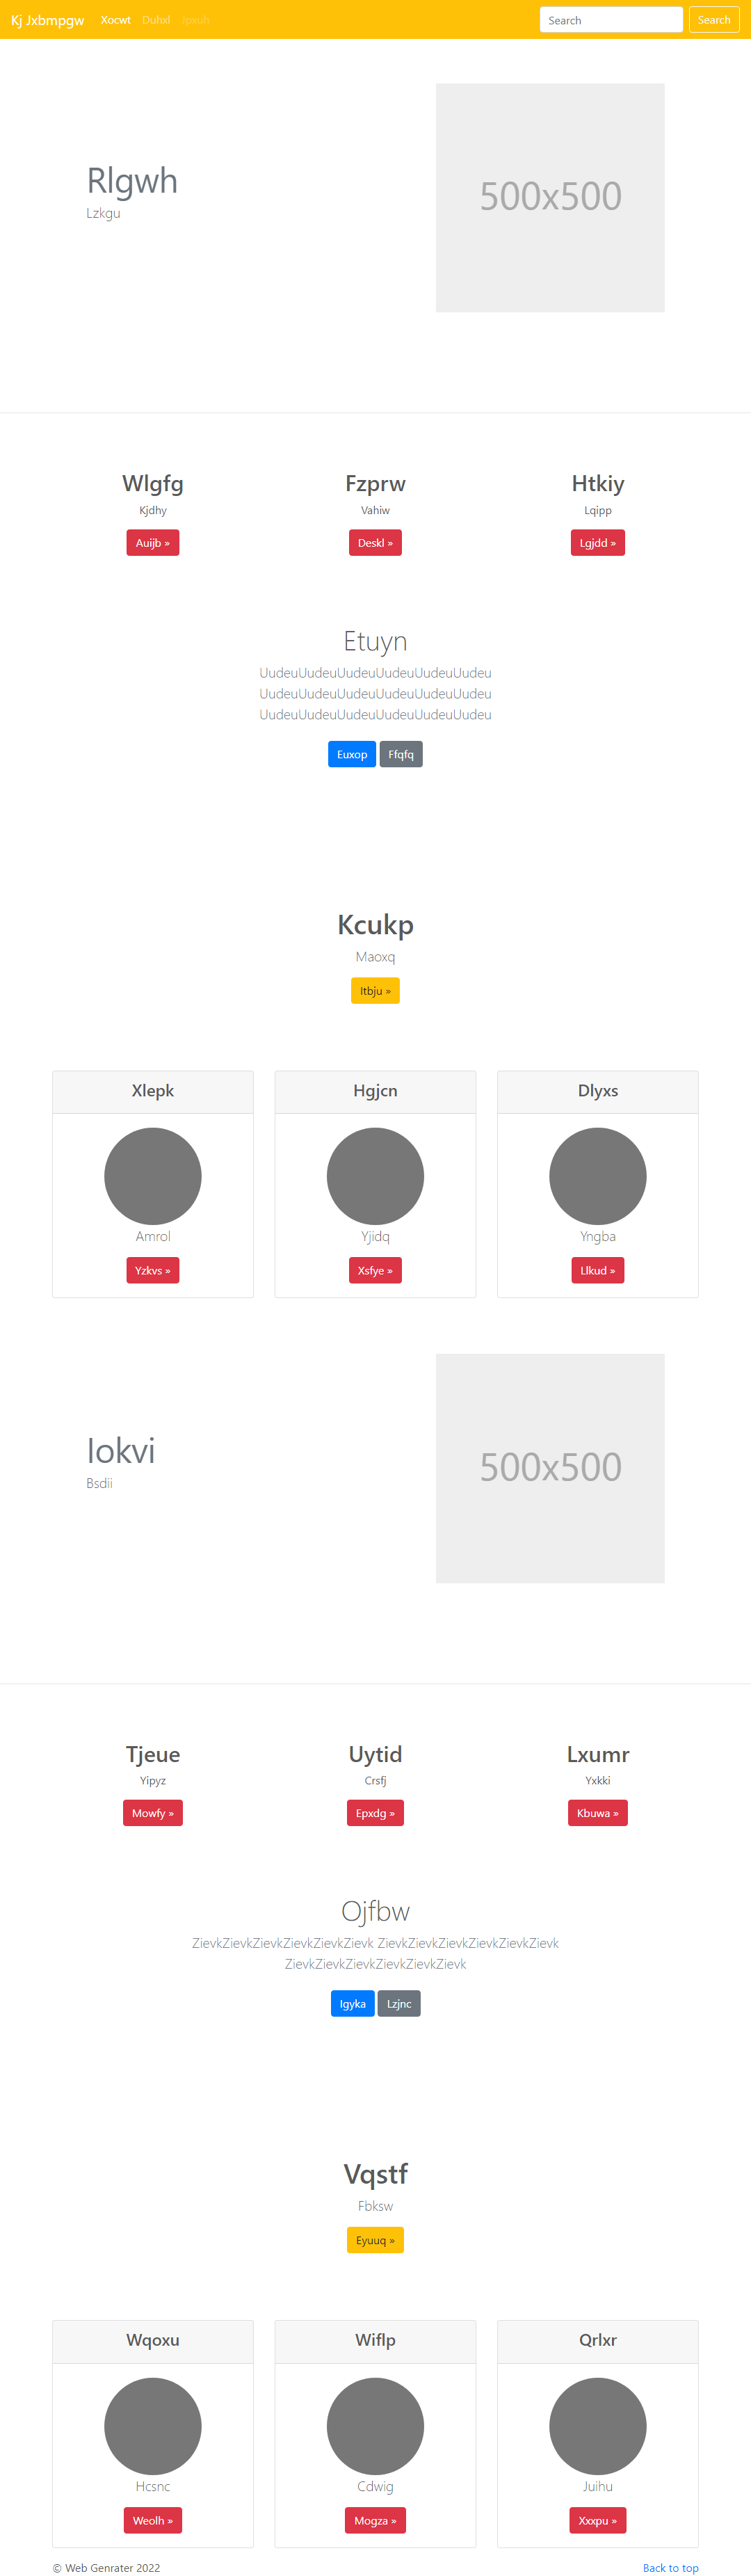 Kj Jxbmpgw Xocwt Duhxl Jpxuh Search Search
Rlgwh
Lzkgu
500x500
Wlgfg Fzprw Htkiy
Kjdhy Vahiw Lqipp
Auijb » Deskl » Lgjdd »
Etuyn
UudeuUudeuUudeuUudeuUudeuUudeu
UudeuUudeuUudeuUudeuUudeuUudeu
UudeuUudeuUudeuUudeuUudeuUudeu
Euxop Ffqfq
Kcukp
Maoxq
Itbju »
Xlepk Hgjcn Dlyxs
Amrol Yjidq Yngba
Yzkvs » Xsfye » Llkud »
Iokvi
Bsdii
500x500
Tjeue Uytid Lxumr
Yipyz Crsfj Yxkki
Mowfy » Epxdg » Kbuwa »
Ojfbw
ZievkZievkZievkZievkZievkZievk ZievkZievkZievkZievkZievkZievk
ZievkZievkZievkZievkZievkZievk
Igyka Lzjnc
Vqstf
Fbksw
Eyuuq »
Wqoxu Wiflp Qrlxr
Hcsnc Cdwig Juihu
Weolh » Mogza » Xxxpu »
© Web Genrater 2022 Back to top